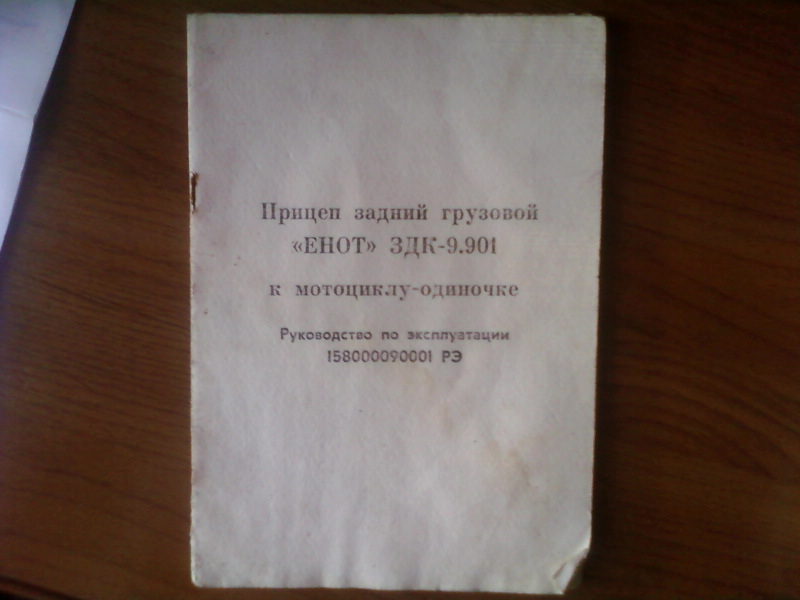 Прицеп задний грузовой
«ЕНОТ» ЗДК-9.901
к мотоциклу-одиночке
Руководство по эксплуатации
158000090001 РЭ